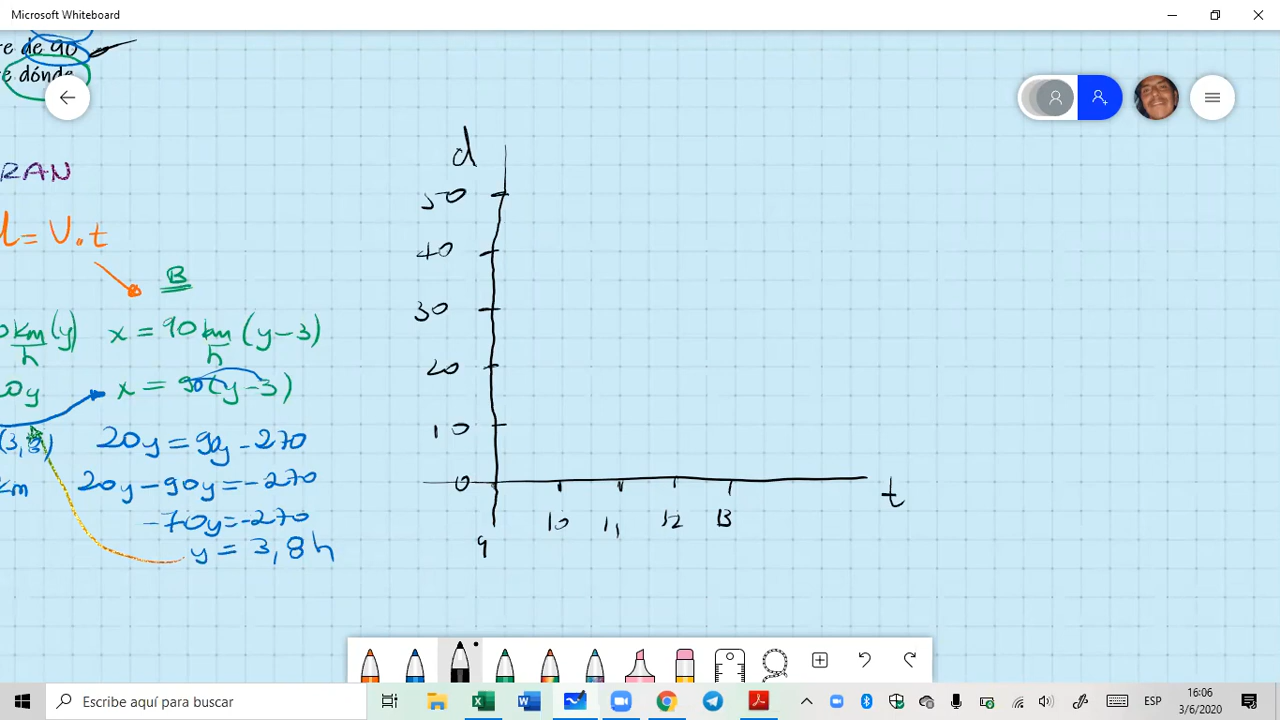 Microsoft Whiteboard
re de 90
e dónde
RAN
d = V.t
B
0 km/h (y)
x = 90 km/h (y-3)
0y
x = 90(y-3)
20y = 90y - 270
km
20y - 90y = -270
-70y = -270
y = 3,8 h
d
50
40
30
20
10
0
9
10
11
12
13
t
Escribe aquí para buscar
ESP
16:06
3/6/2020